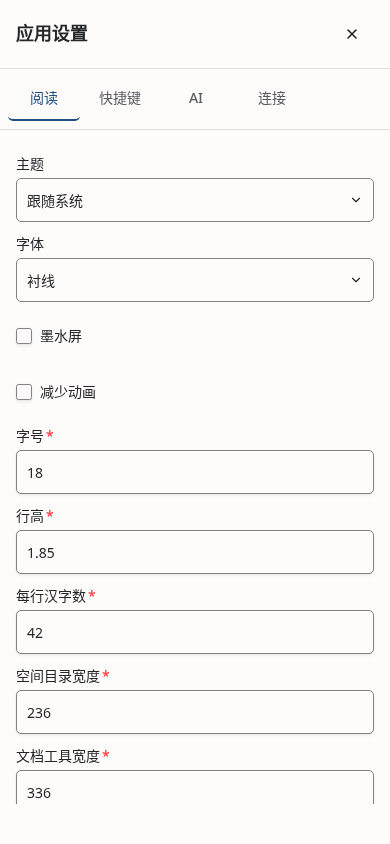 应用设置
阅读 快捷键 AI 连接
主题
跟随系统
字体
衬线
墨水屏
减少动画
字号*
18
行高*
1.85
每行汉字数*
42
空间目录宽度*
236
文档工具宽度*
336